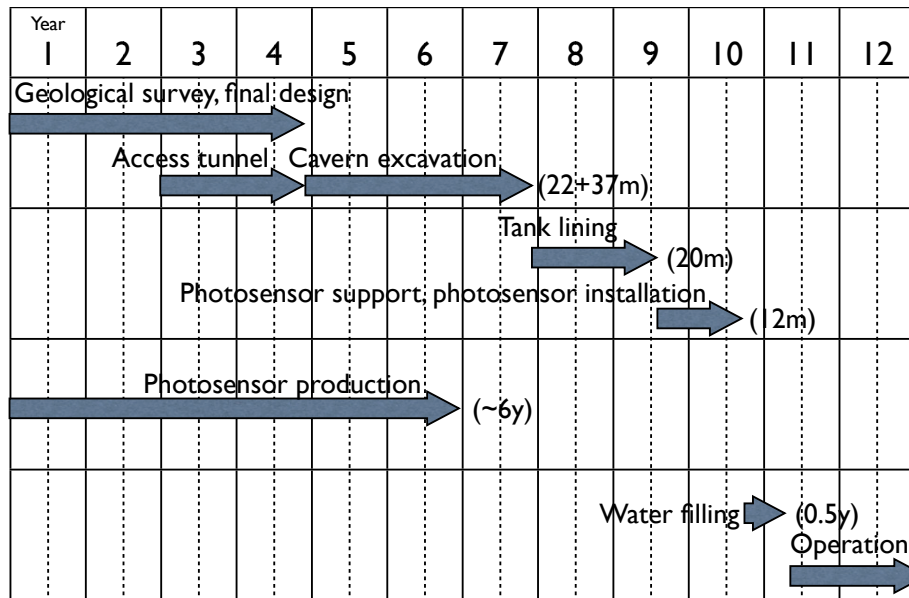 Year
1 2 3 4 5 6 7 8 9 10 11 12
Geological survey, final design
Access tunnel Cavern excavation
(22+37m)
Tank lining
(20m)
Photosensor support, photosensor installation
(12m)
Photosensor production
(~6y)
Water filling (0.5y)
Operation